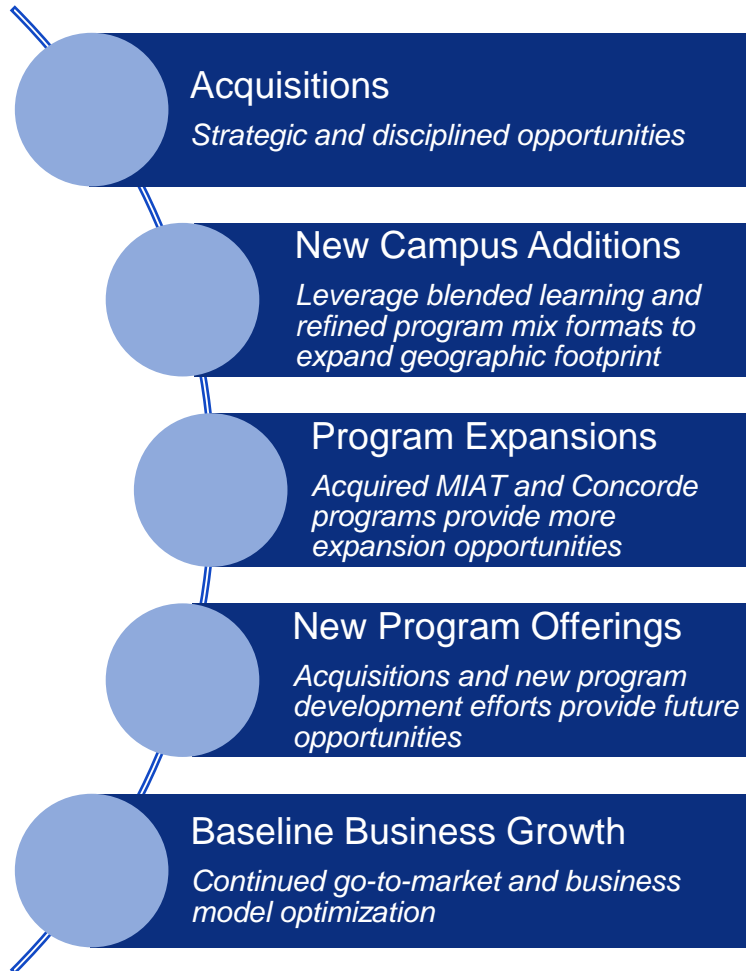 Acquisitions
Strategic and disciplined opportunities
New Campus Additions
Leverage blended learning and
refined program mix formats to
expand geographic footprint
Program Expansions
Acquired MIAT and Concorde
programs provide more
expansion opportunities
New Program Offerings
Acquisitions and new program
development efforts provide future
opportunities
Baseline Business Growth
Continued go-to-market and business
model optimization